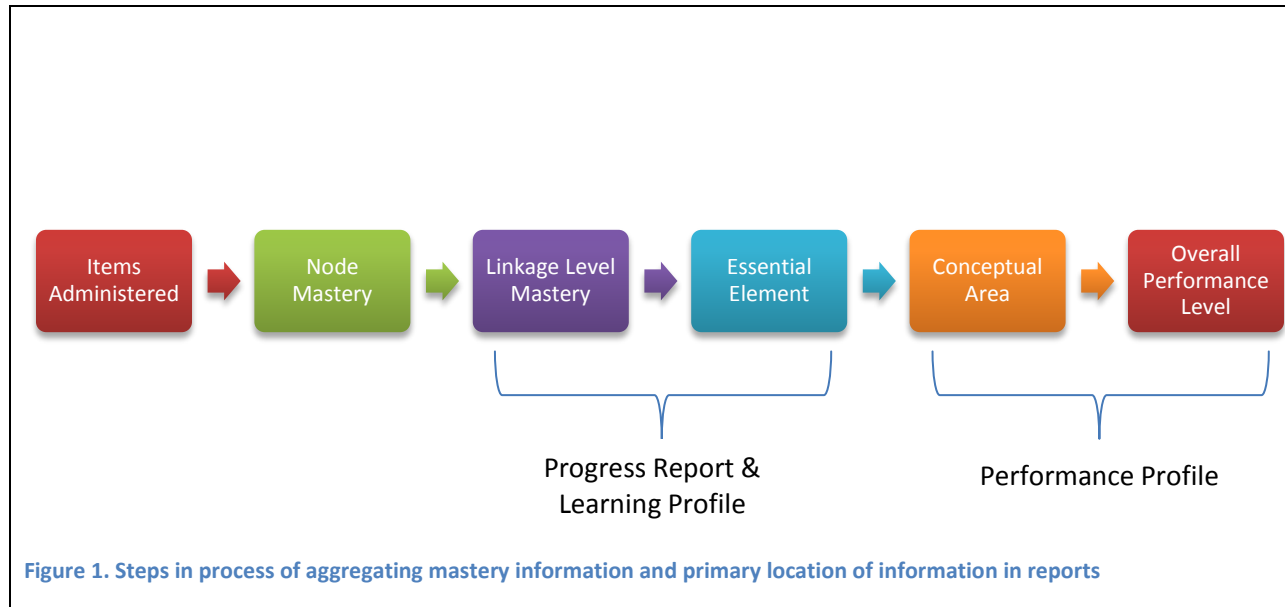 Items
Administered
Node
Mastery
Linkage Level
Mastery
Essential
Element
Conceptual
Area
Overall
Performance
Level
Progress Report &
Learning Profile
Performance Profile
Figure 1. Steps in process of aggregating mastery information and primary location of information in reports